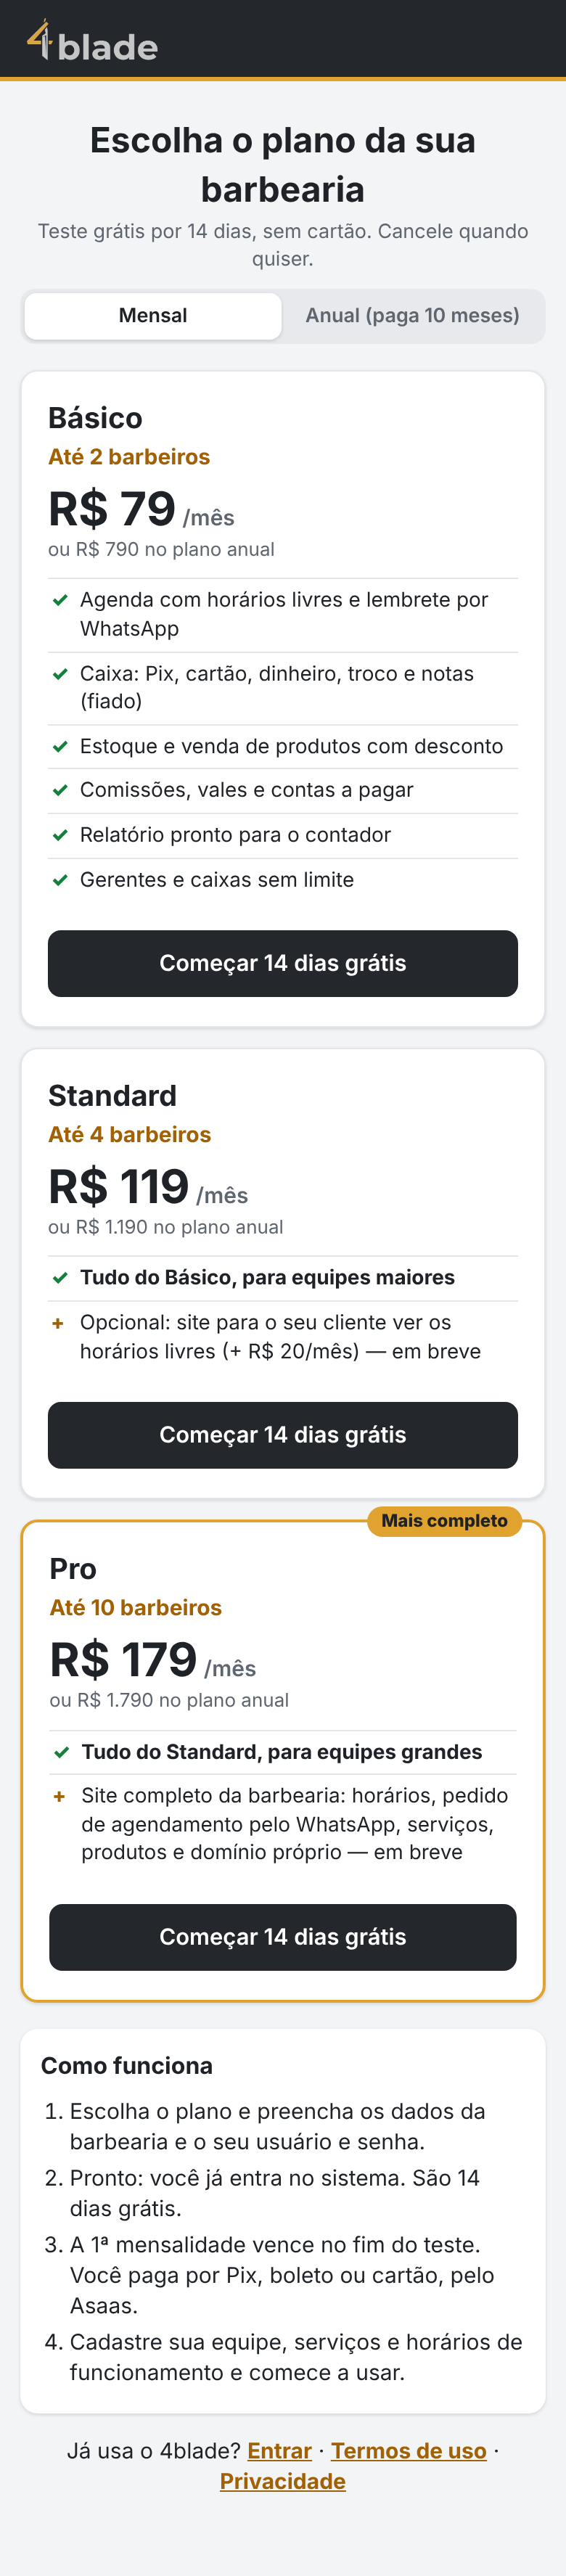 4blade
Escolha o plano da sua
barbearia
Teste grátis por 14 dias, sem cartão. Cancele quando
quiser.
Mensal
Anual (paga 10 meses)
Básico
Até 2 barbeiros
R$ 79 /mês
ou R$ 790 no plano anual
✓ Agenda com horários livres e lembrete por
WhatsApp
✓ Caixa: Pix, cartão, dinheiro, troco e notas
(fiado)
✓ Estoque e venda de produtos com desconto
✓ Comissões, vales e contas a pagar
✓ Relatório pronto para o contador
✓ Gerentes e caixas sem limite
Começar 14 dias grátis
Standard
Até 4 barbeiros
R$ 119 /mês
ou R$ 1.190 no plano anual
✓ Tudo do Básico, para equipes maiores
+ Opcional: site para o seu cliente ver os
horários livres (+ R$ 20/mês) — em breve
Começar 14 dias grátis
Mais completo
Pro
Até 10 barbeiros
R$ 179 /mês
ou R$ 1.790 no plano anual
✓ Tudo do Standard, para equipes grandes
+ Site completo da barbearia: horários, pedido
de agendamento pelo WhatsApp, serviços,
produtos e domínio próprio — em breve
Começar 14 dias grátis
Como funciona
1. Escolha o plano e preencha os dados da
barbearia e o seu usuário e senha.
2. Pronto: você já entra no sistema. São 14
dias grátis.
3. A 1ª mensalidade vence no fim do teste.
Você paga por Pix, boleto ou cartão, pelo
Asaas.
4. Cadastre sua equipe, serviços e horários de
funcionamento e comece a usar.
Já usa o 4blade? Entrar · Termos de uso ·
Privacidade